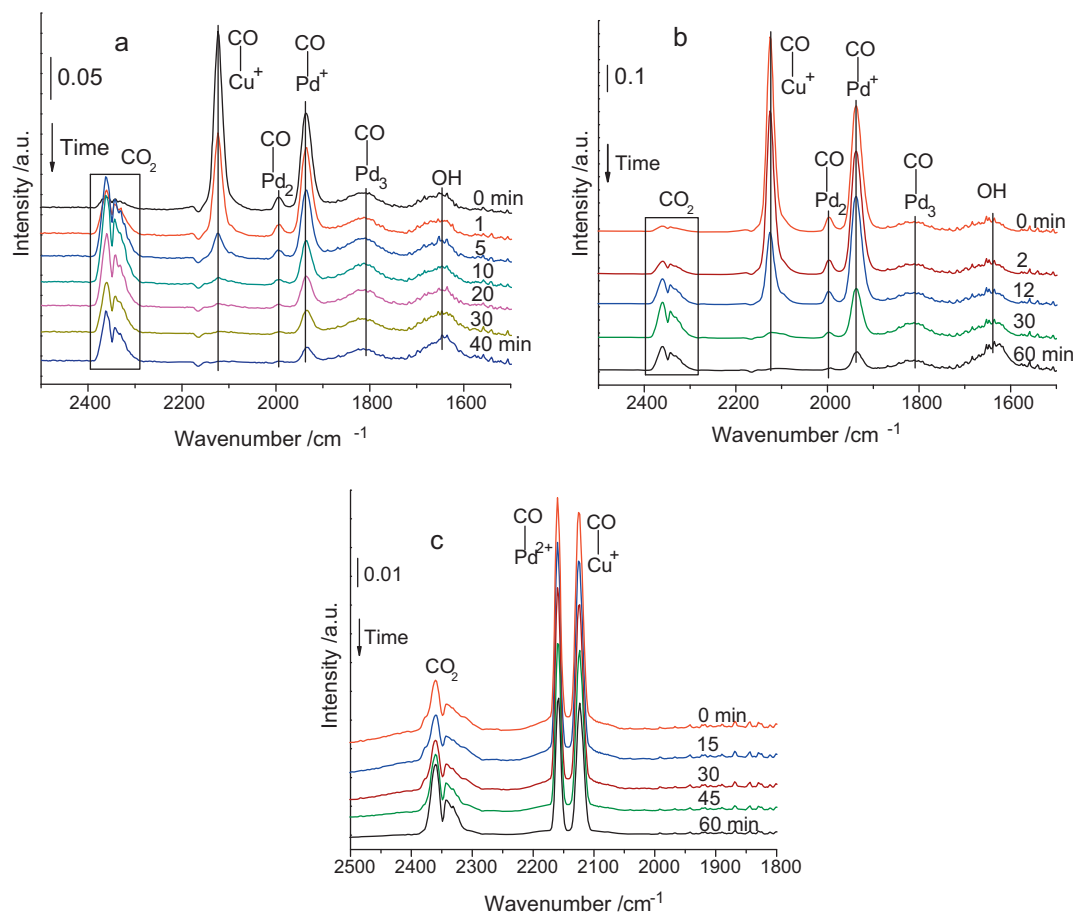 a
CO
Cu+
CO
Pd+
0.05
Time
CO2
CO
Pd2
CO
Pd3
OH
0 min
1
5
10
20
30
40 min
Intensity /a.u.
2400 2200 2000 1800 1600
Wavenumber /cm -1
b
CO
Cu+
CO
Pd+
0.1
Time
CO2
CO
Pd2
CO
Pd3
OH
0 min
2
12
30
60 min
Intensity /a.u.
2400 2200 2000 1800 1600
Wavenumber /cm -1
c
CO
Pd2+
CO
Cu+
0.01
Time
CO2
0 min
15
30
45
60 min
Intensity /a.u.
2500 2400 2300 2200 2100 2000 1900 1800
Wavenumber /cm-1